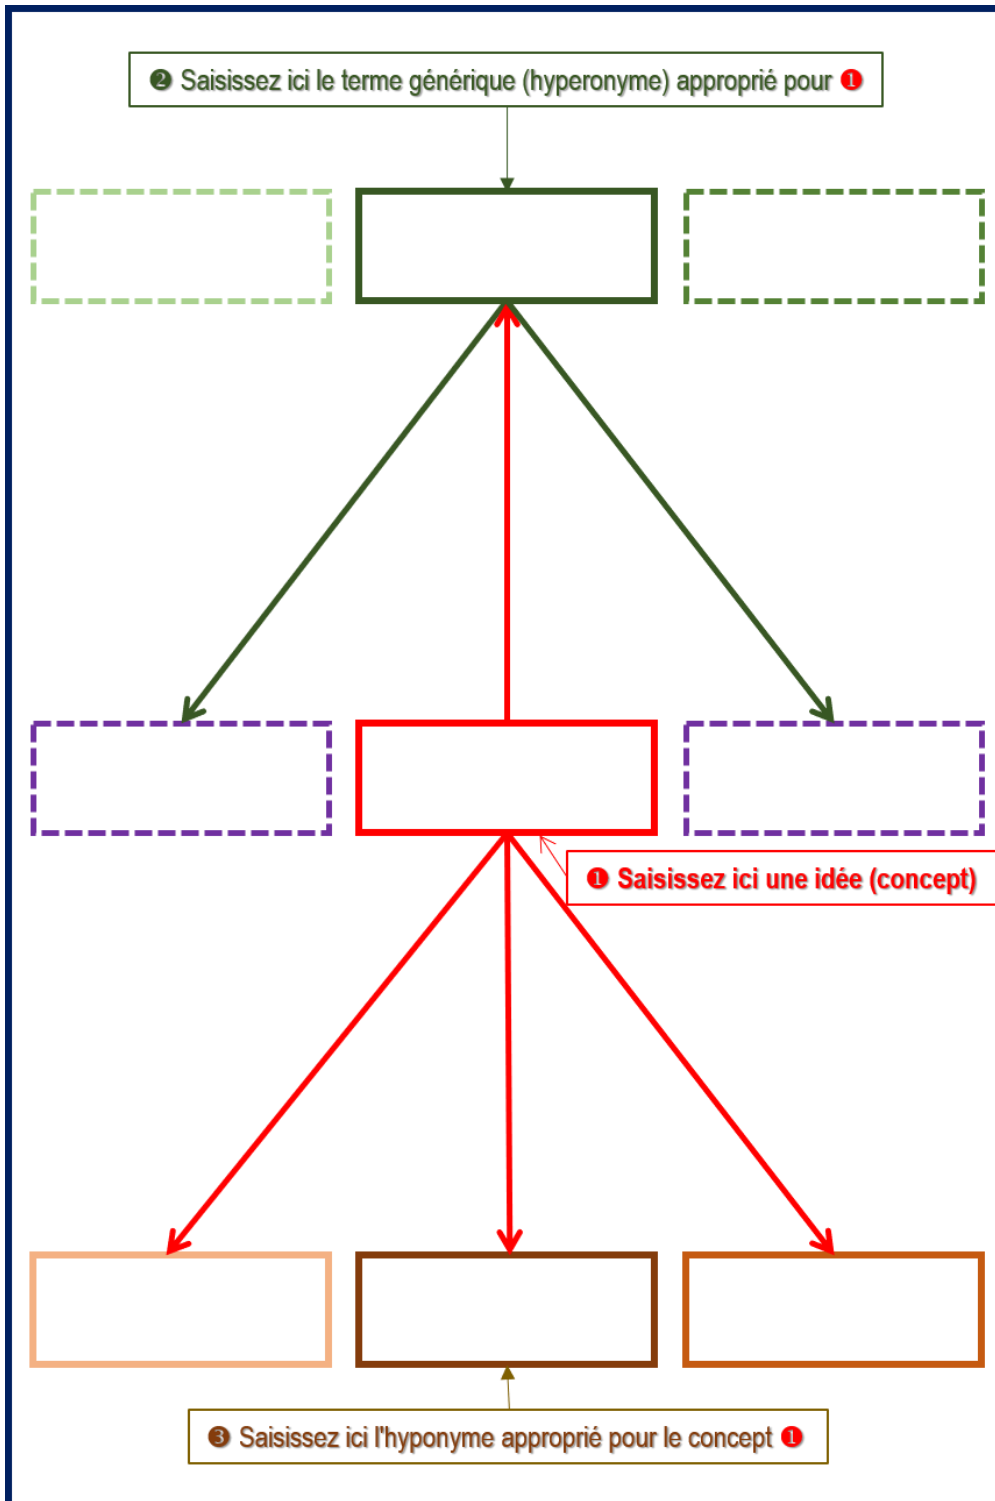 ❷ Saisissez ici le terme générique (hyperonyme) approprié pour ❶
❶ Saisissez ici une idée (concept)
❸ Saisissez ici l'hyponyme approprié pour le concept ❶